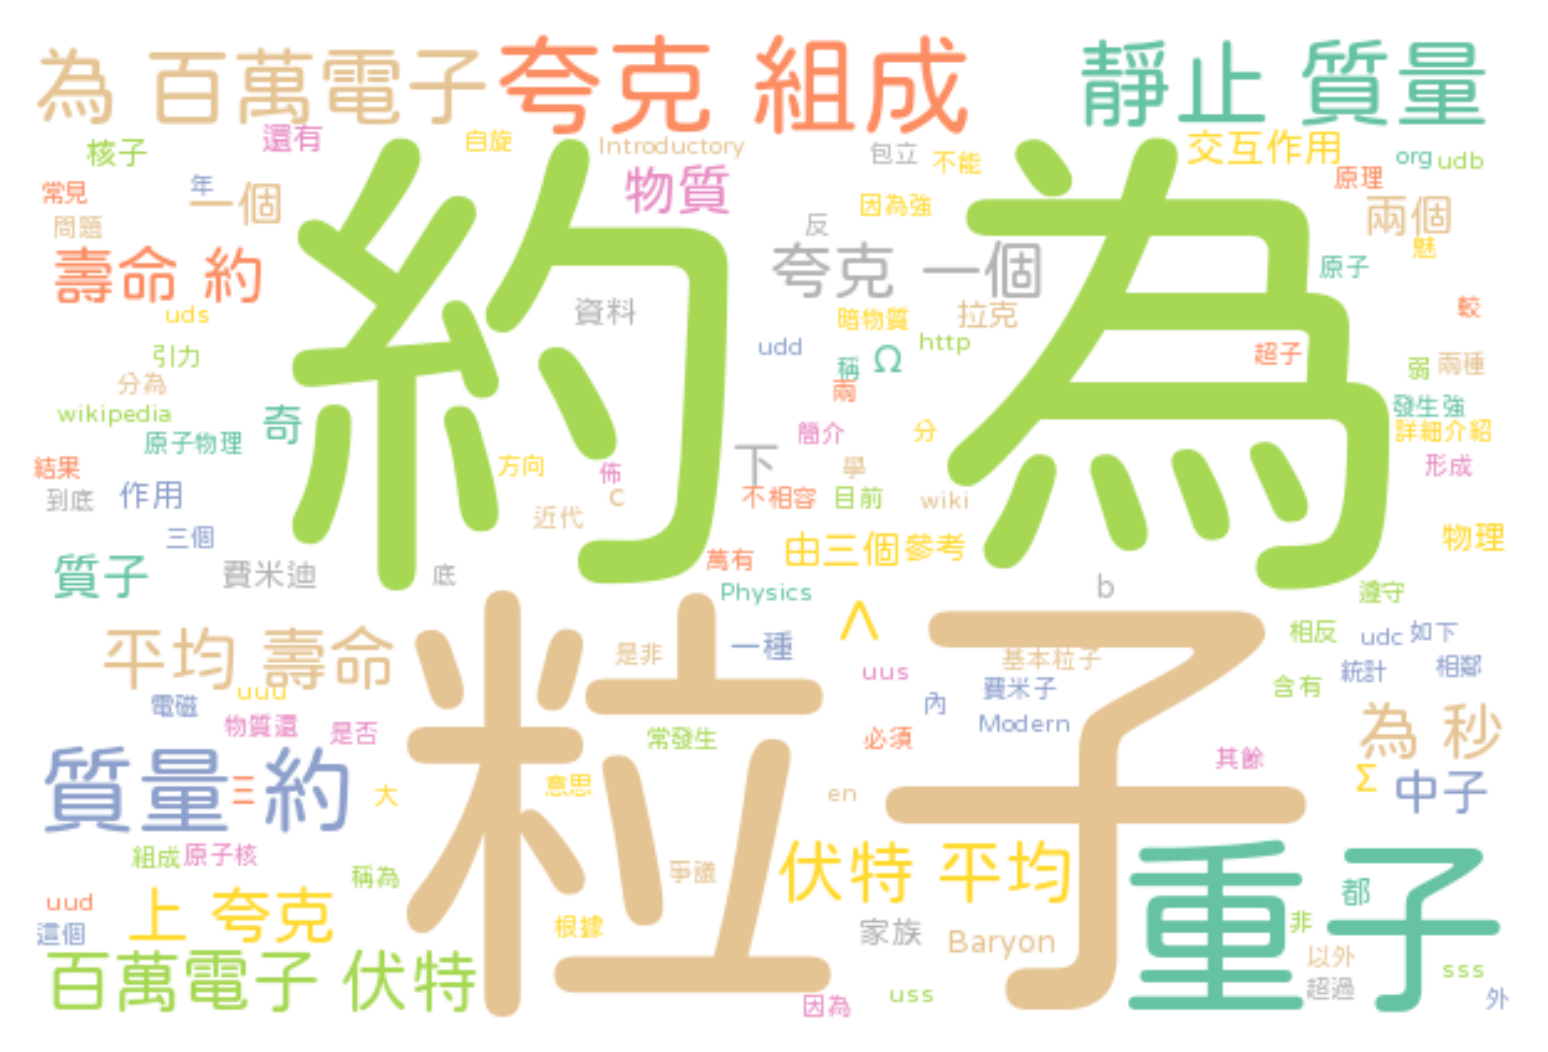 為 百萬電子
夸克 組成
靜止 質量
核子
還有
自旋
Introductory
包立
不能
交互作用
org
udb
常見
年
一個
物質
因為強
原理
兩個
問題
反
魅
壽命 約
約
夸克 一個
為
原子
uds
資料
暗物質
拉克
較
引力
udd
http
稱
Ω
超子
弱
兩種
分為
兩
發生強
wikipedia
奇
原子物理
簡介
分
詳細介紹
結果
方向
佈
下
學
形成
到底
作用
c
近代
不相容
目前
wiki
三個
由三個
參考
物理
質子
費米迪
底
萬有
Physics
b
遵守
平均 壽命
粒子
是非
一種
Λ
uus
基本粒子
費米子
相反
udc
如下
統計
相鄰
含有
電磁
uuu
物質還
是否
常發生
內
Modern
必須
為 秒
質量
三
約
大
意思
en
其餘
Σ
中子
組成
原子核
稱為
爭議
伏特 平均
重子
都
uud
上 夸克
根據
家族
Baryon
非
這個
以外
超過
sss
百萬電子 伏特
因為
uss
外